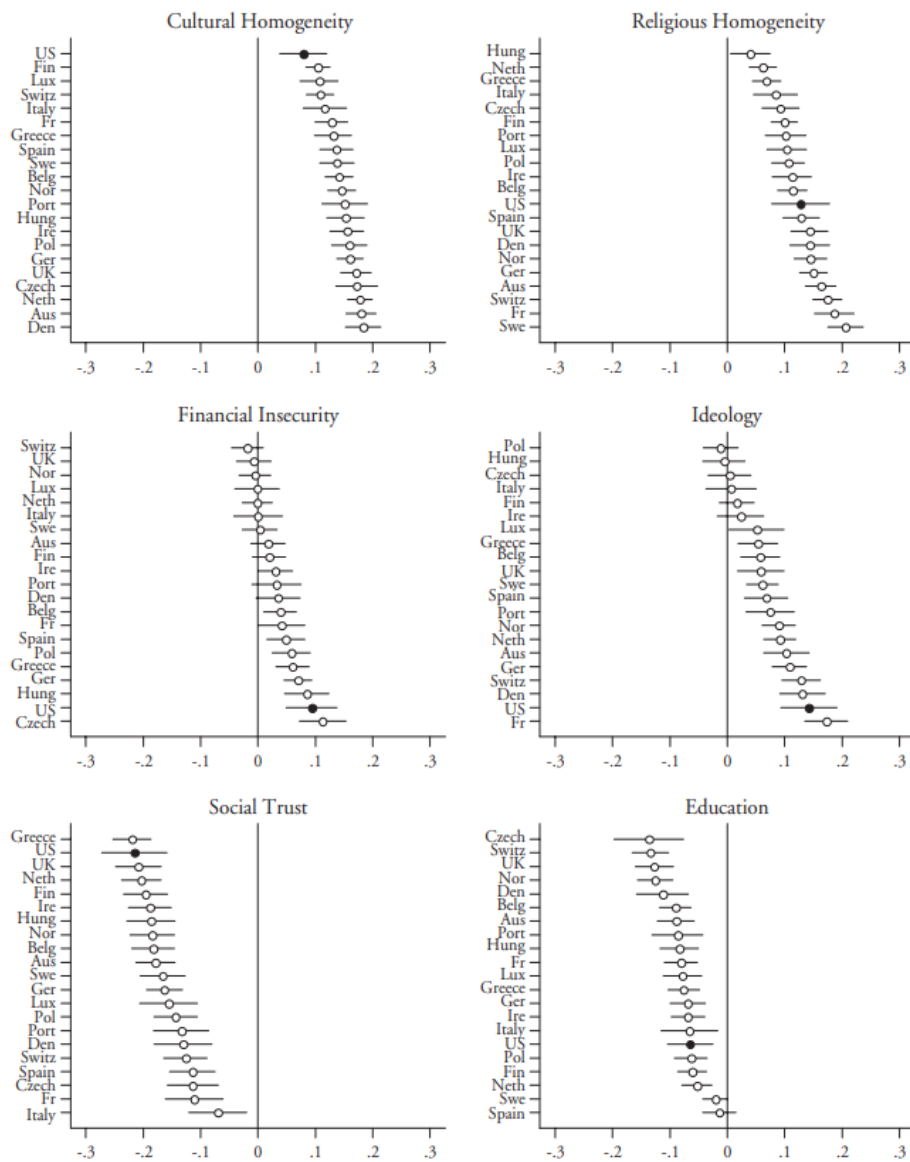 Cultural Homogeneity
US
Fin
Lux
Switz
Italy
Fr
Greece
Spain
Swe
Belg
Nor
Port
Hung
Ire
Pol
Ger
UK
Czech
Neth
Aus
Den
-.3 -.2 -.1 0 .1 .2 .3
Religious Homogeneity
Hung
Neth
Greece
Italy
Czech
Fin
Port
Lux
Pol
Ire
Belg
US
Spain
UK
Den
Nor
Ger
Aus
Switz
Fr
Swe
-.3 -.2 -.1 0 .1 .2 .3
Financial Insecurity
Switz
UK
Nor
Lux
Neth
Italy
Swe
Aus
Fin
Ire
Port
Den
Belg
Fr
Spain
Pol
Greece
Ger
Hung
US
Czech
-.3 -.2 -.1 0 .1 .2 .3
Ideology
Pol
Hung
Czech
Italy
Fin
Ire
Lux
Greece
Belg
UK
Swe
Spain
Port
Nor
Neth
Aus
Ger
Switz
Den
US
Fr
-.3 -.2 -.1 0 .1 .2 .3
Social Trust
Greece
US
UK
Neth
Fin
Ire
Hung
Nor
Belg
Aus
Swe
Ger
Lux
Pol
Port
Den
Switz
Spain
Czech
Fr
Italy
-.3 -.2 -.1 0 .1 .2 .3
Education
Czech
Switz
UK
Nor
Den
Belg
Aus
Port
Hung
Fr
Lux
Greece
Ger
Ire
Italy
US
Pol
Fin
Neth
Swe
Spain
-.3 -.2 -.1 0 .1 .2 .3